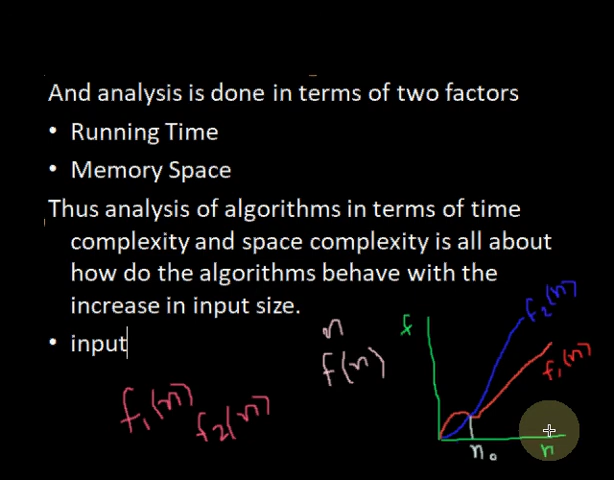 And analysis is done in terms of two factors
• Running Time
• Memory Space
Thus analysis of algorithms in terms of time
complexity and space complexity is all about
how do the algorithms behave with the
increase in input size.
• input
n
f(n)
f₁(n)
f₂(n)
f
f₂(n)
f₁(n)
n₀
n